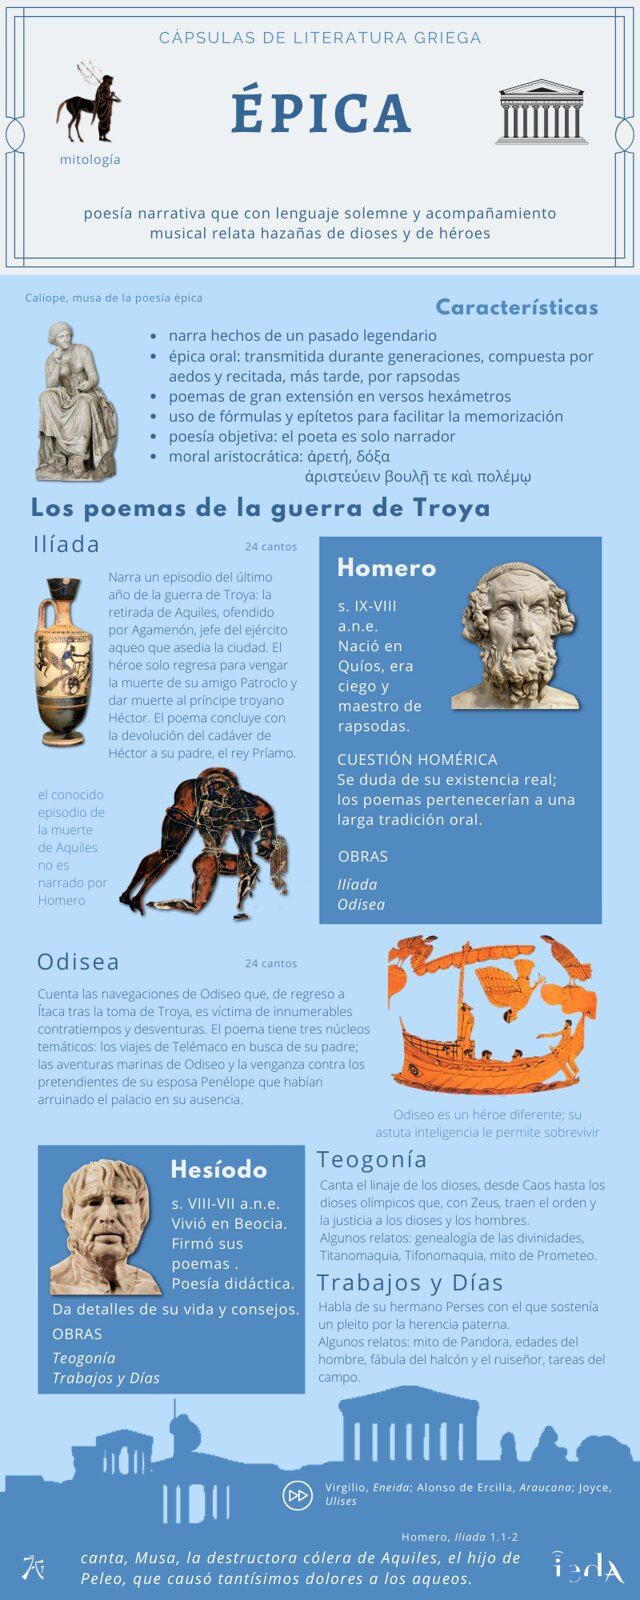 CÁPSULAS DE LITERATURA GRIEGA
ÉPICA
mitología
poesía narrativa que con lenguaje solemne y acompañamiento
musical relata hazañas de dioses y de héroes
Calíope, musa de la poesía épica
Características
• narra hechos de un pasado legendario
• épica oral: transmitida durante generaciones, compuesta por
aedos y recitada, más tarde, por rapsodas
• poemas de gran extensión en versos hexámetros
• uso de fórmulas y epítetos para facilitar la memorización
• poesía objetiva: el poeta es solo narrador
• moral aristocrática: ἀρετή, δόξα
ἀριστεύειν βουλῇ τε καὶ πολέμῳ
Los poemas de la guerra de Troya
Ilíada
24 cantos
Narra un episodio del último
año de la guerra de Troya: la
retirada de Aquiles, ofendido
por Agamenón, jefe del ejército
aqueo que asedia la ciudad. El
héroe solo regresa para vengar
la muerte de su amigo Patroclo y
dar muerte al príncipe troyano
Héctor. El poema concluye con
la devolución del cadáver de
Héctor a su padre, el rey Príamo.
el conocido
episodio de
la muerte
de Aquiles
no es
narrado por
Homero
Homero
s. IX-VIII
a.n.e.
Nació en
Quíos, era
ciego y
maestro de
rapsodas.
CUESTIÓN HOMÉRICA
Se duda de su existencia real;
los poemas pertenecerían a una
larga tradición oral.
OBRAS
Ilíada
Odisea
Odisea
24 cantos
Cuenta las navegaciones de Odiseo que, de regreso a
Ítaca tras la toma de Troya, es víctima de innumerables
contratiempos y desventuras. El poema tiene tres núcleos
temáticos: los viajes de Telémaco en busca de su padre;
las aventuras marinas de Odiseo y la venganza contra los
pretendientes de su esposa Penélope que habían
arruinado el palacio en su ausencia.
Odiseo es un héroe diferente; su
astuta inteligencia le permite sobrevivir
Hesíodo
s. VIII-VII a.n.e.
Vivió en Beocia.
Firmó sus
poemas .
Poesía didáctica.
Da detalles de su vida y consejos.
OBRAS
Teogonía
Trabajos y Días
Teogonía
Canta el linaje de los dioses, desde Caos hasta los
dioses olímpicos que, con Zeus, traen el orden y
la justicia a los dioses y los hombres.
Algunos relatos: genealogía de las divinidades,
Titanomaquia, Tifonomaquia, mito de Prometeo.
Trabajos y Días
Habla de su hermano Perses con el que sostenía
un pleito por la herencia paterna.
Algunos relatos: mito de Pandora, edades del
hombre, fábula del halcón y el ruiseñor, tareas del
campo.
Virgilio, Eneida; Alonso de Ercilla, Araucana; Joyce,
Ulises
Homero, Iliada 1.1-2
canta, Musa, la destructora cólera de Aquiles, el hijo de
Peleo, que causó tantísimos dolores a los aqueos.
iedA